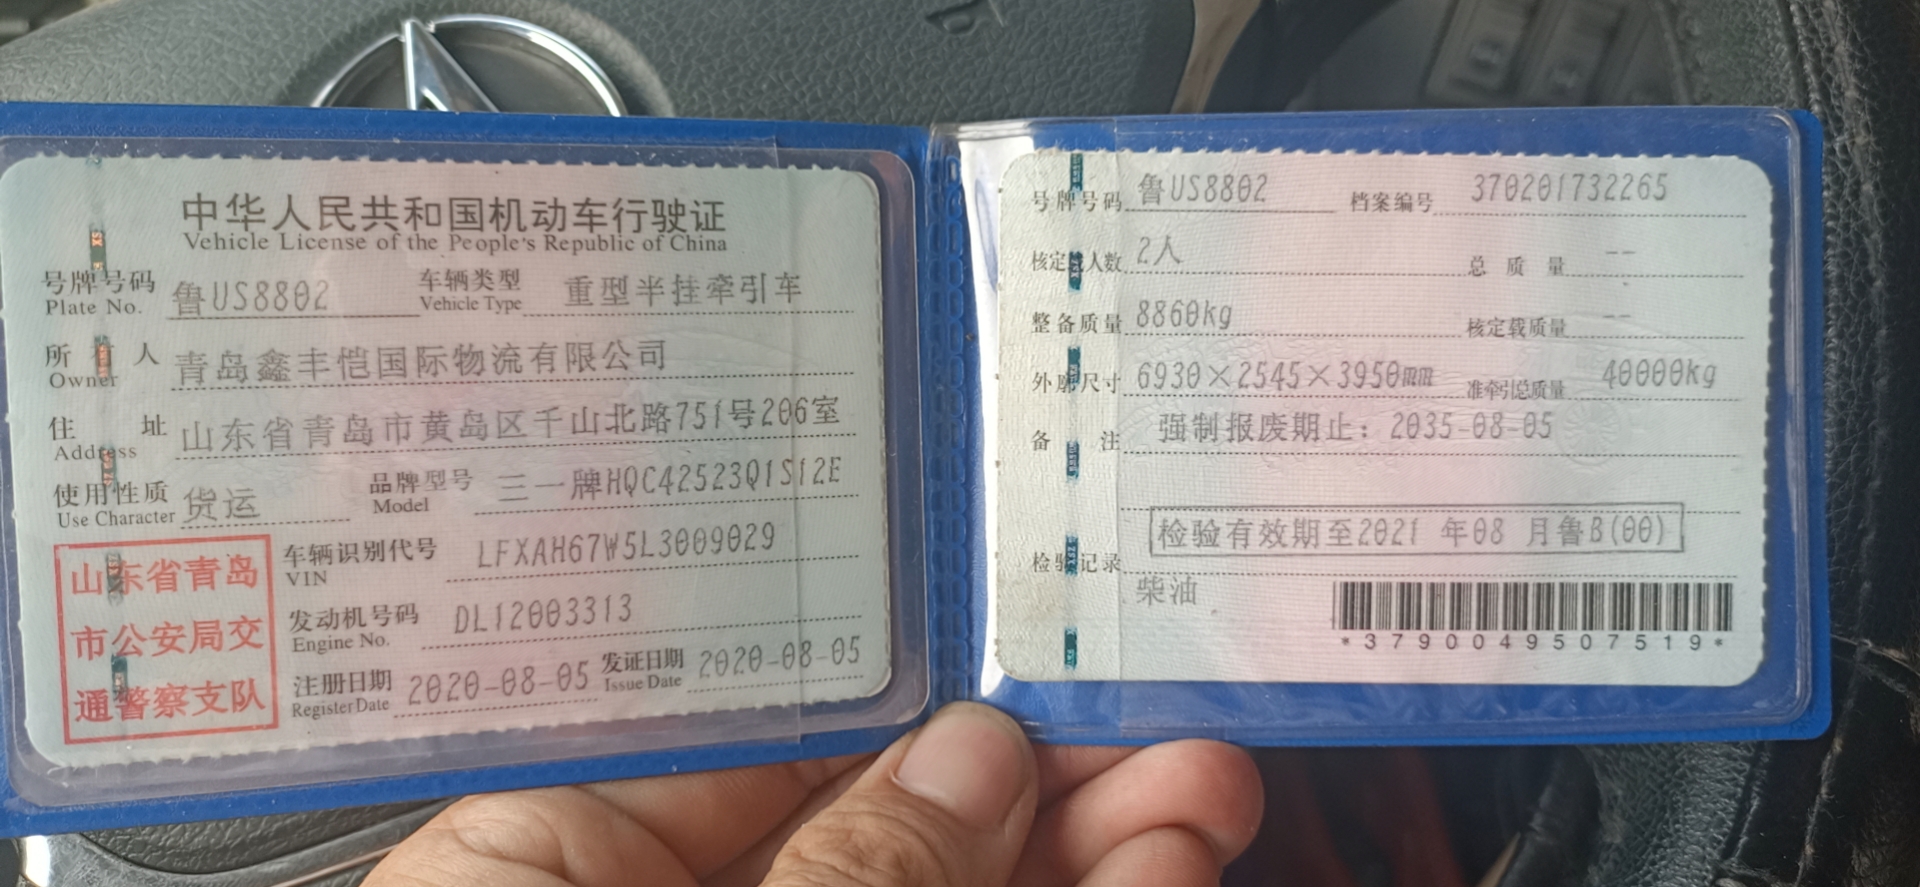 中华人民共和国机动车行驶证
Vehicle License of the People's Republic of China
号牌号码 鲁US8802 车辆类型 重型半挂牵引车
Plate No. Vehicle Type
所 人 青岛鑫丰恺国际物流有限公司
Owner
住 址 山东省青岛市黄岛区千山北路751号206室
Address
使用性质 货运 品牌型号 三一牌HQC42523Q1S12E
Use Character Model
车辆识别代号 LFXAH67W5L3009029
VIN
发动机号码 DL12003313
Engine No.
注册日期 2020-08-05 发证日期 2020-08-05
Register Date Issue Date
山东省青岛
市公安局交
通警察支队
号牌号码 鲁US8802 档案编号 370201732265
核定 人数 2人 总质量 --
整备质量 8860kg 核定载质量 --
外廓尺寸 6930×2545×3950mm 准牵引总质量 40000kg
备注 强制报废期止：2035-08-05
检验有效期至2021 年08 月鲁B(00)
检验记录
柴油
*3790049507519*